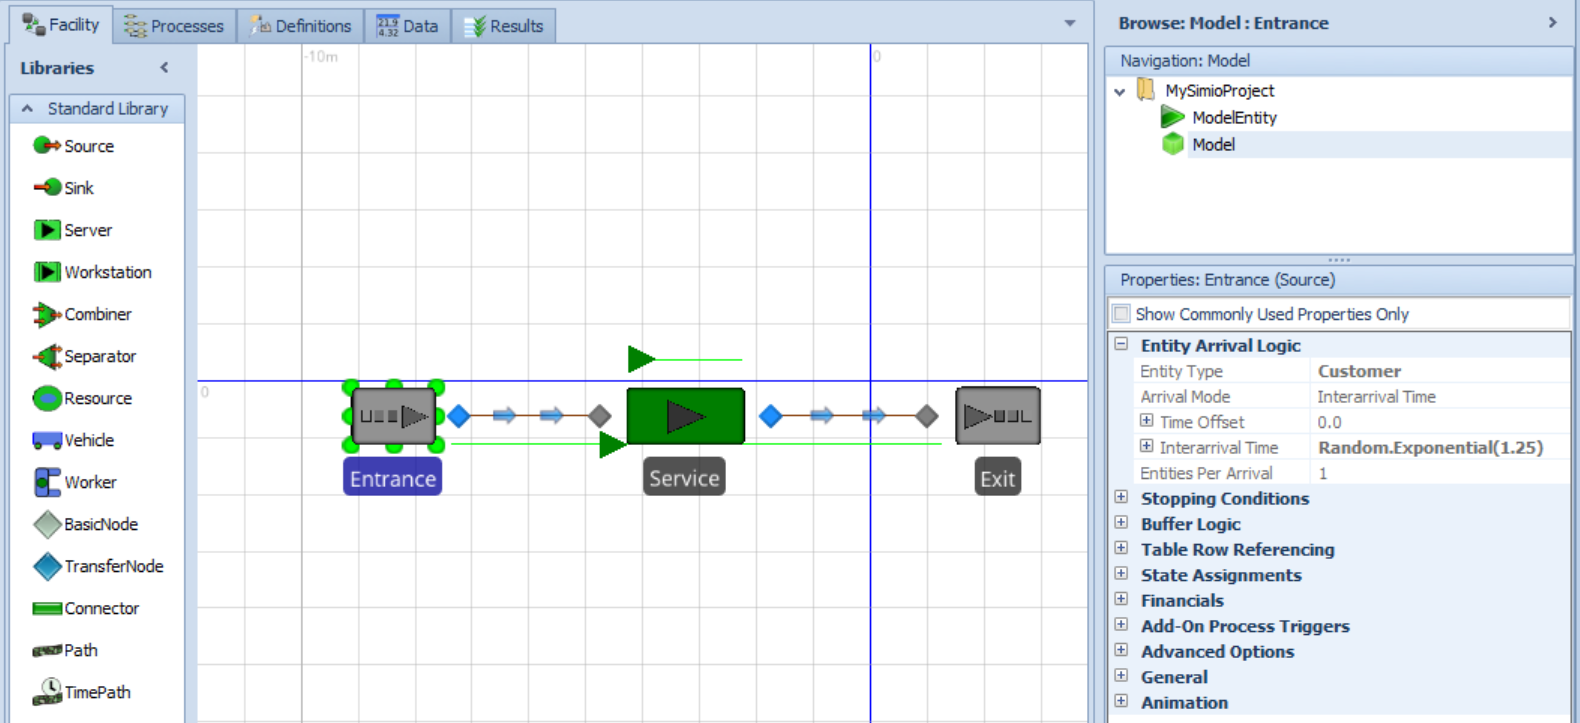 Facility
Processes
Definitions
Data
Results
Libraries
Standard Library
Source
Sink
Server
Workstation
Combiner
Separator
Resource
Vehicle
Worker
BasicNode
TransferNode
Connector
Path
TimePath
-10m
0
0
Entrance
Service
Exit
Browse: Model : Entrance
Navigation: Model
MySimioProject
ModelEntity
Model
Properties: Entrance (Source)
Show Commonly Used Properties Only
Entity Arrival Logic
Entity Type Customer
Arrival Mode Interarrival Time
Time Offset 0.0
Interarrival Time Random.Exponential(1.25)
Entities Per Arrival 1
Stopping Conditions
Buffer Logic
Table Row Referencing
State Assignments
Financials
Add-On Process Triggers
Advanced Options
General
Animation